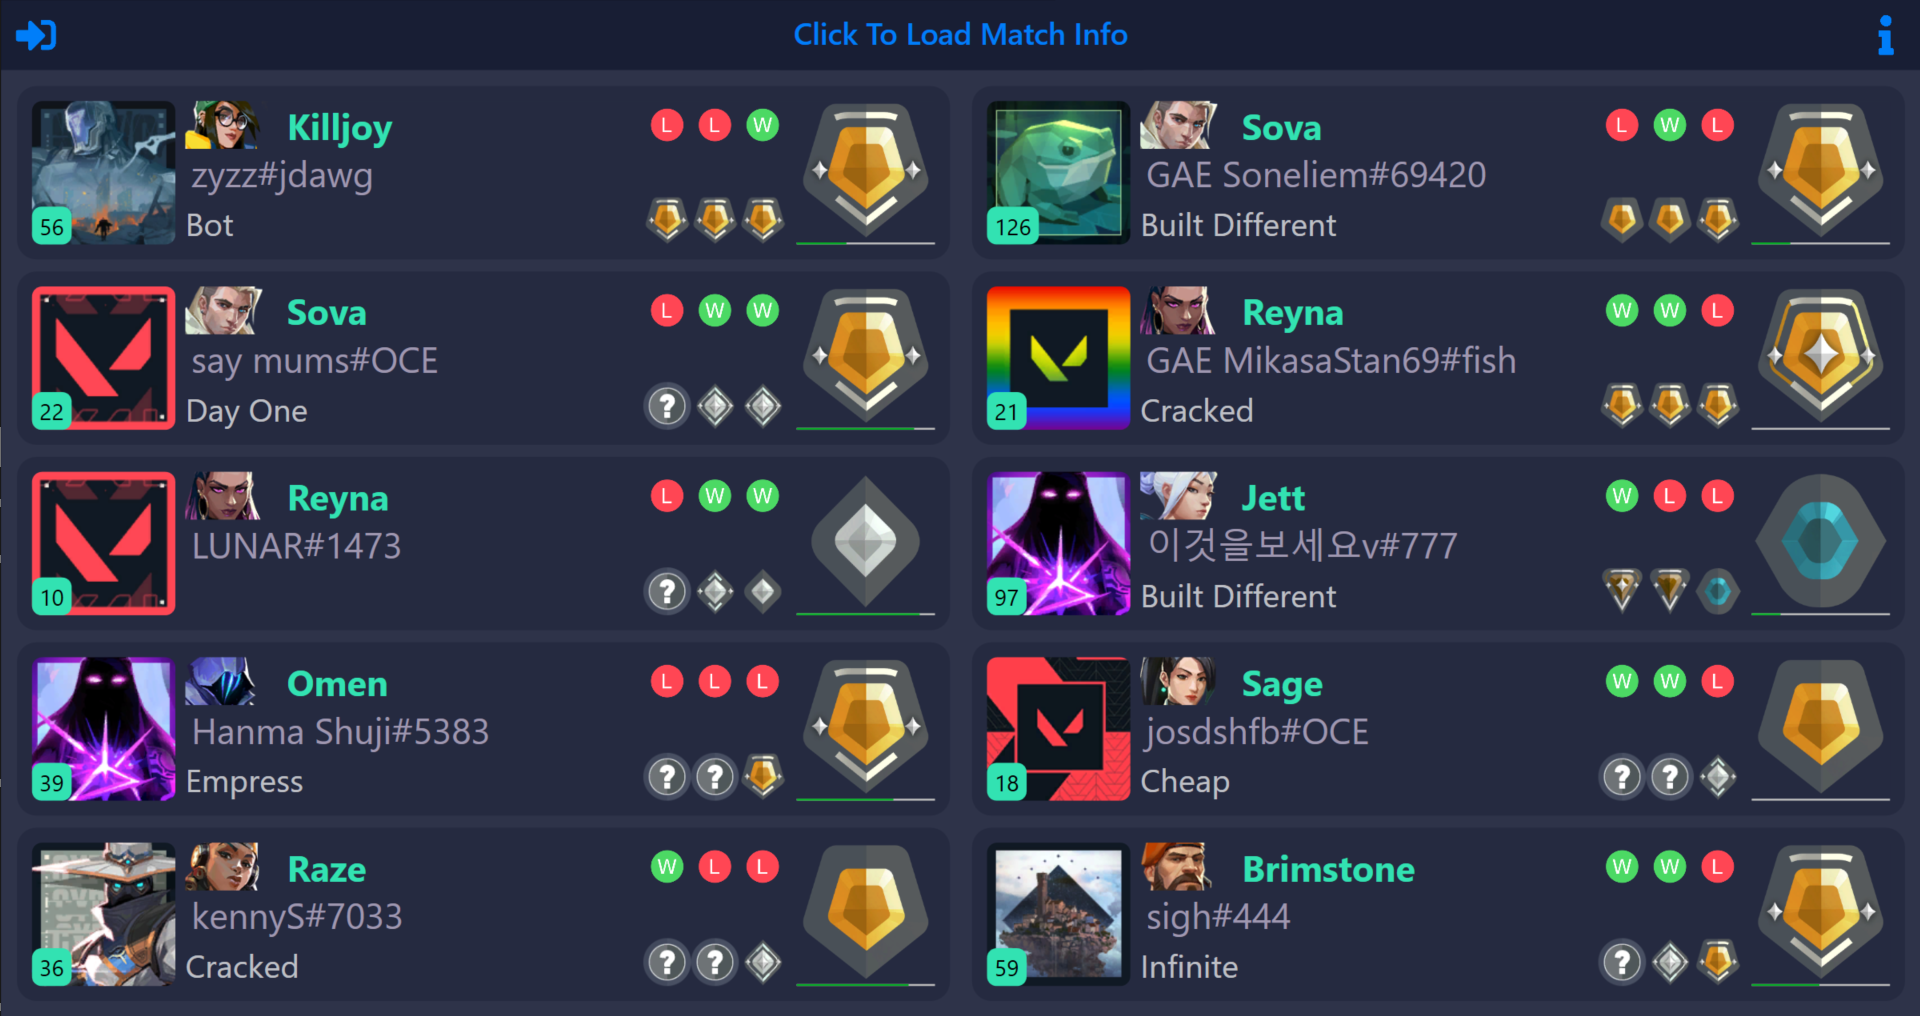 Click To Load Match Info
Killjoy
L L W
zyzz#jdawg
56
Bot
Sova
L W W
say mums#OCE
? 
22
Day One
Reyna
L W W
LUNAR#1473
?
10
Omen
L L L
Hanma Shuji#5383
? ?
39
Empress
Raze
W L L
kennyS#7033
? ?
36
Cracked
Sova
L W L
GAE Soneliem#69420
126
Built Different
Reyna
W W L
GAE MikasaStan69#fish
21
Cracked
Jett
W L L
이것을보세요v#777
97
Built Different
Sage
W W L
josdshfb#OCE
? ?
18
Cheap
Brimstone
W W L
sigh#444
?
59
Infinite